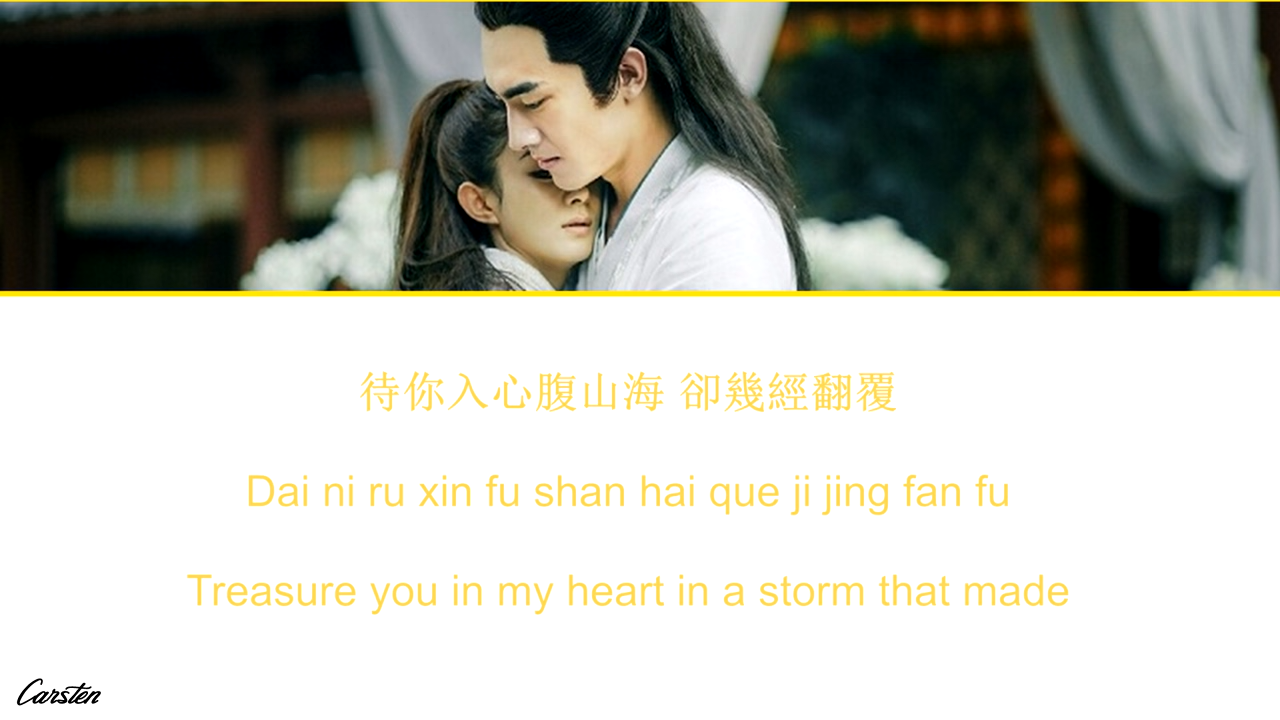 待你入心腹山海 卻幾經翻覆
Dai ni ru xin fu shan hai que ji jing fan fu
Treasure you in my heart in a storm that made
Carsten